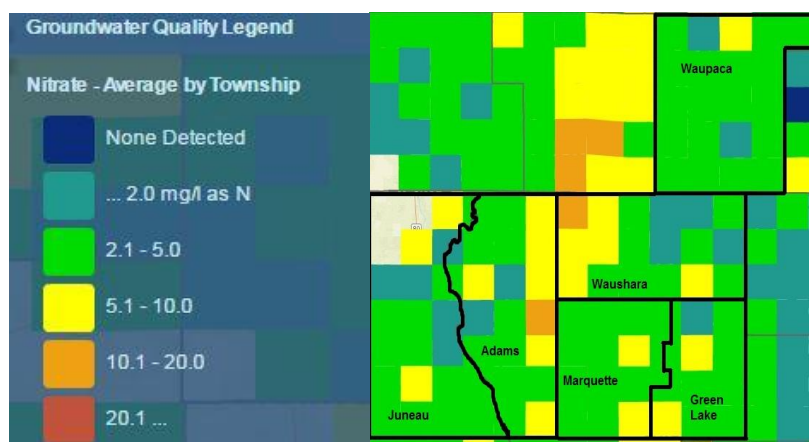 Groundwater Quality Legend
Nitrate - Average by Township
None Detected
... 2.0 mg/l as N
2.1 - 5.0
5.1 - 10.0
10.1 - 20.0
20.1 ...
Waupaca
80
Waushara
Adams
Marquette
Juneau
Green
Lake